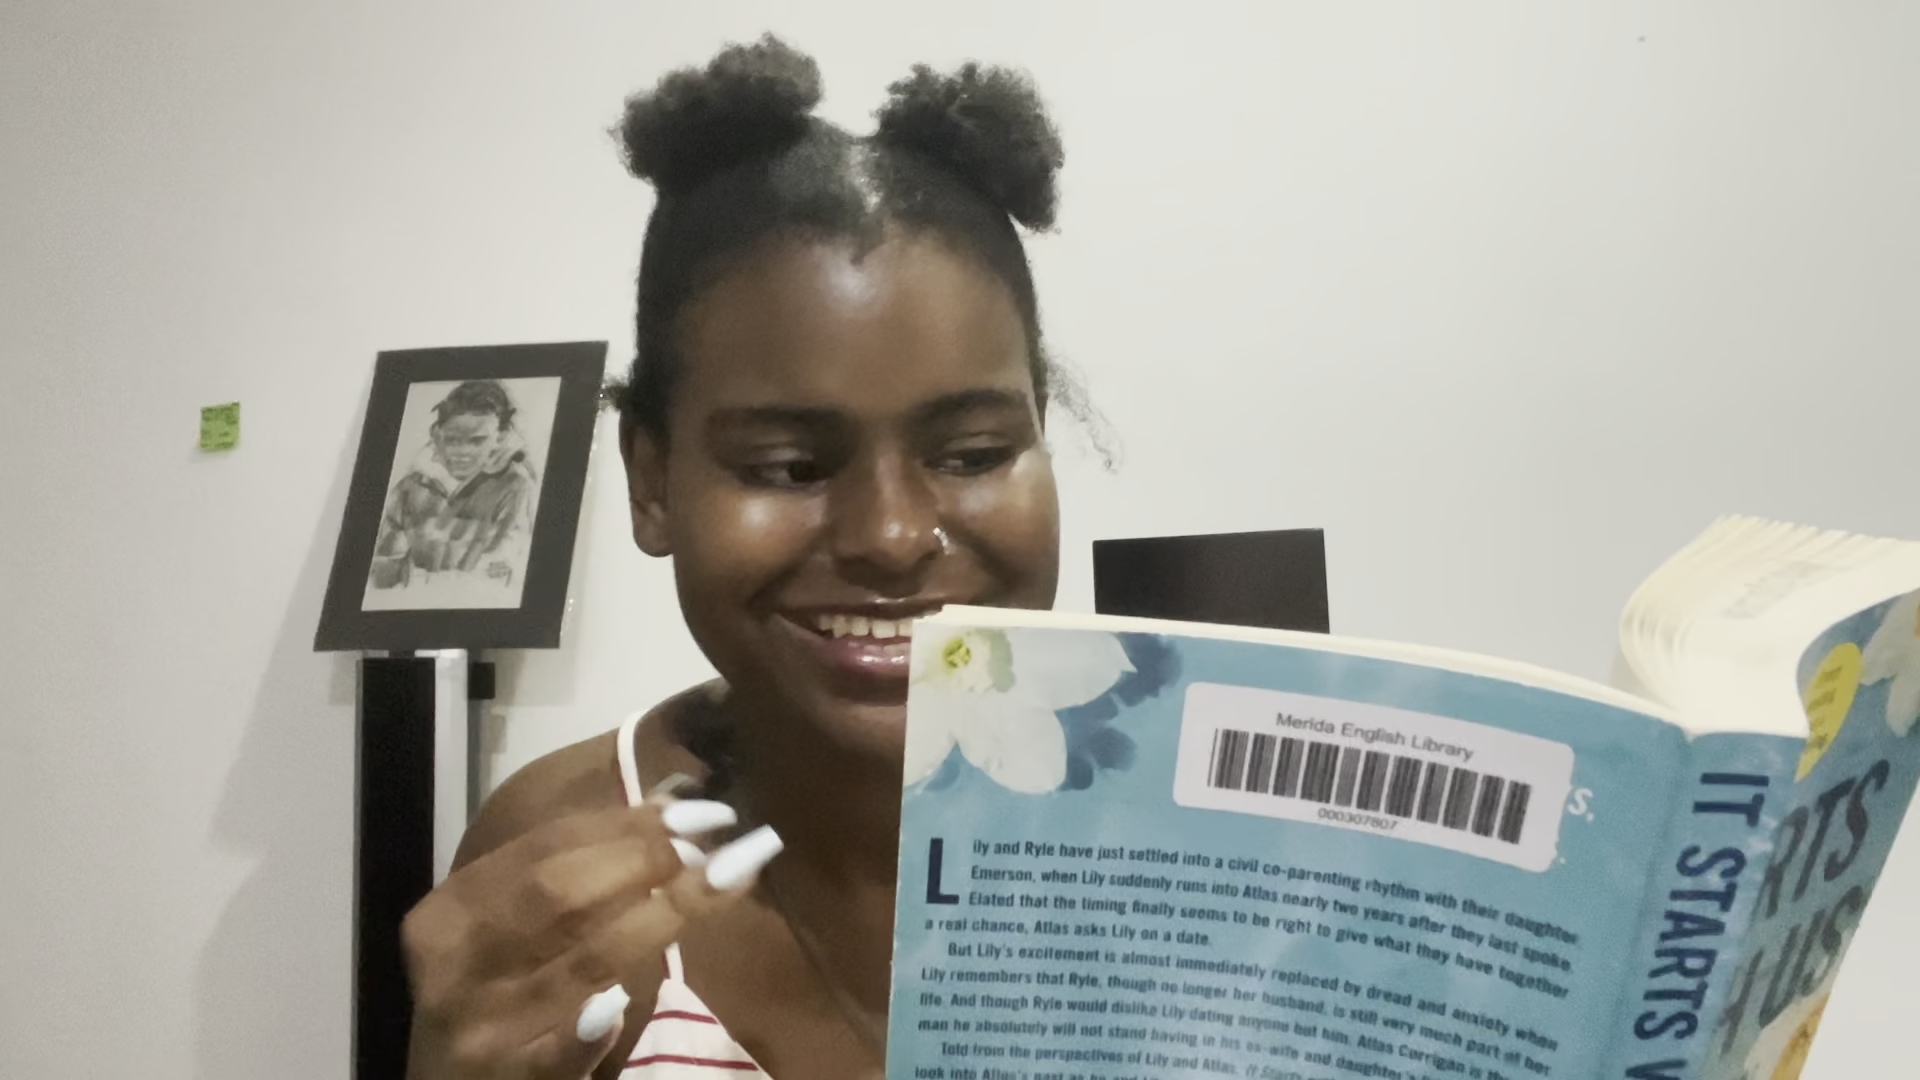 Merida English Library
000307807
s.
Lily and Ryle have just settled into a civil co-parenting rhythm with their daughter
Emerson, when Lily suddenly runs into Atlas nearly two years after they last spoke.
Elated that the timing finally seems to be right to give what they have together
a real chance, Atlas asks Lily on a date.
But Lily's excitement is almost immediately replaced by dread and anxiety when
Lily remembers that Ryle, though no longer her husband, is still very much part of her
life. And though Ryle would dislike Lily dating anyone but him, Atlas Corrigan is the
man he absolutely will not stand having in his ex-wife and daughter's
Told from the perspectives of Lily and Atlas, It Starts
look into Atlas's past as he and
IT STARTS
RTS
US